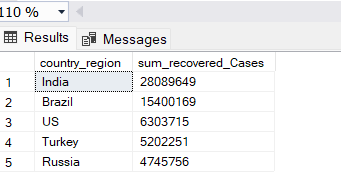 110 %
Results Messages
country_region sum_recovered_Cases
1 India 28089649
2 Brazil 15400169
3 US 6303715
4 Turkey 5202251
5 Russia 4745756